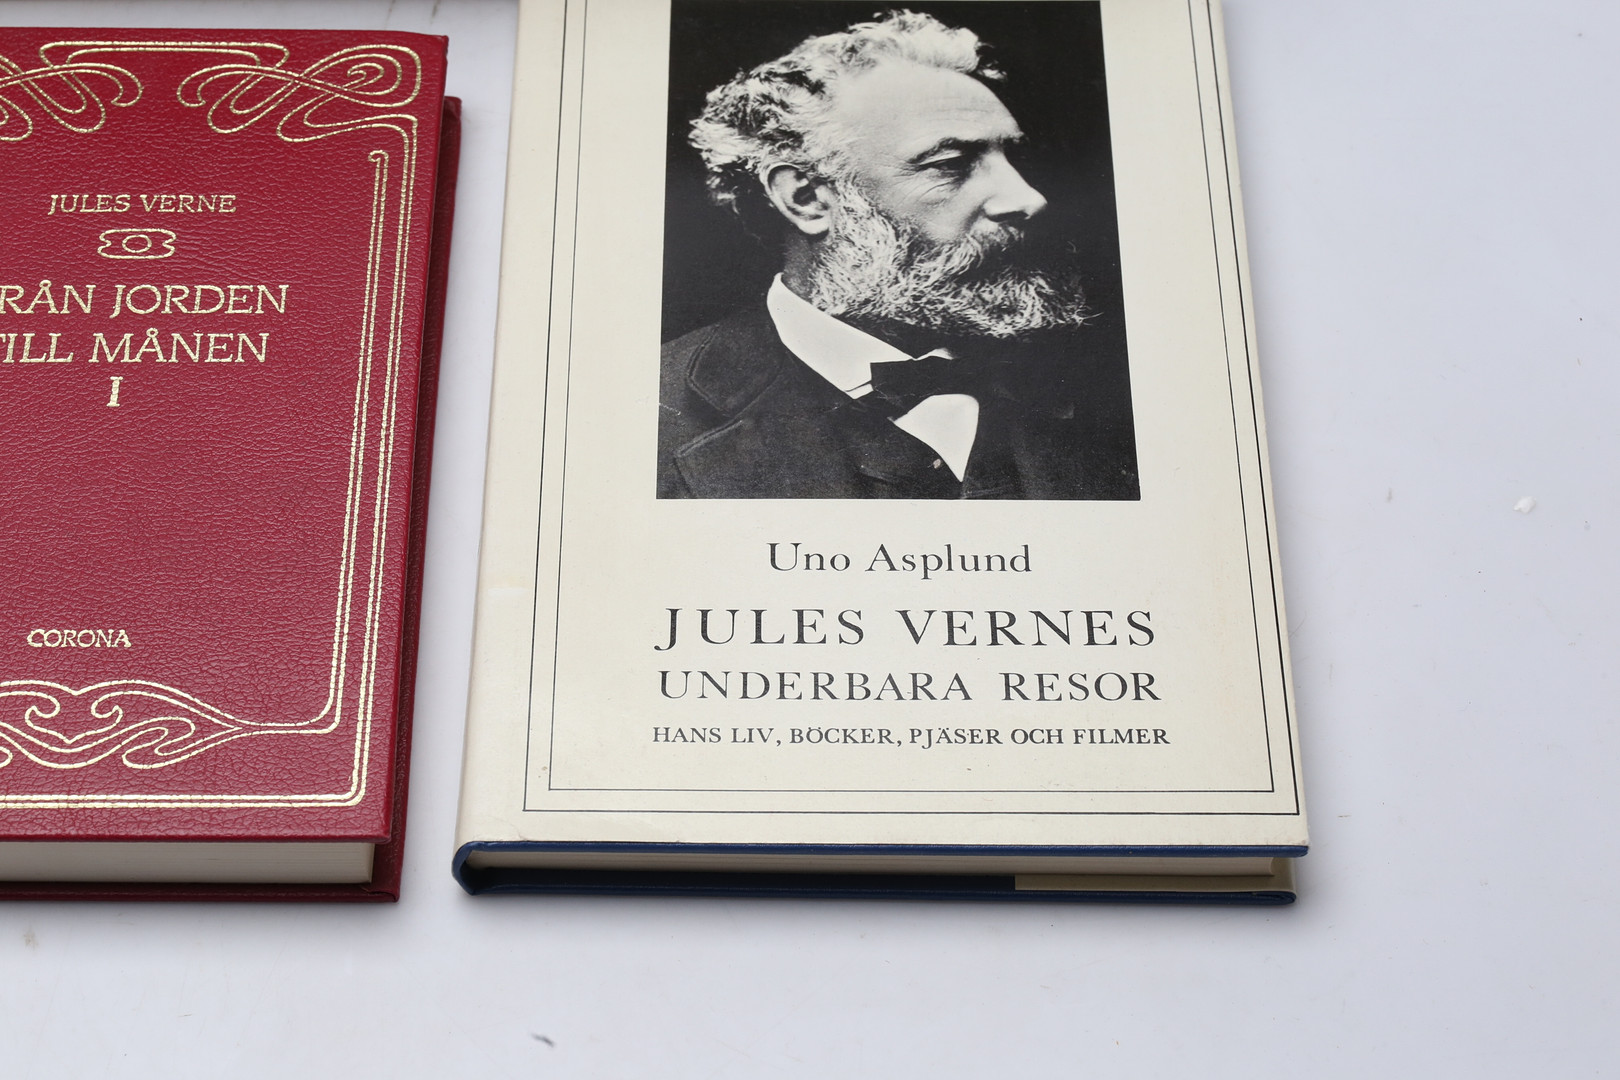 JULES VERNE
RÅN JORDEN
TILL MÅNEN
I
CORONA
Uno Asplund
JULES VERNES
UNDERBARA RESOR
HANS LIV, BÖCKER, PJÄSER OCH FILMER